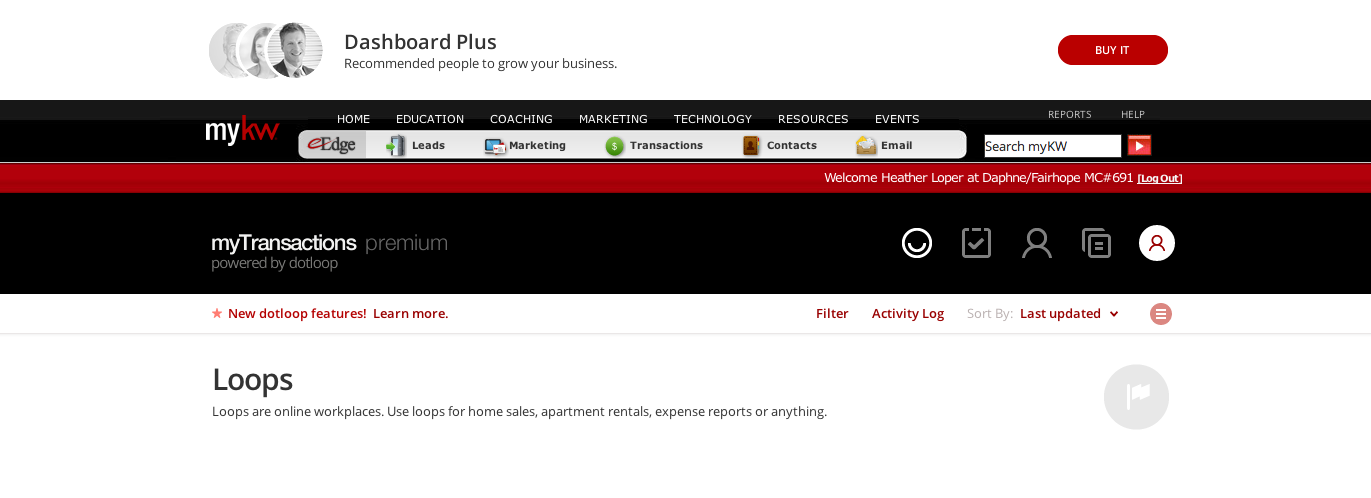 Dashboard Plus
Recommended people to grow your business.
BUY IT
REPORTS HELP
mykw
HOME EDUCATION COACHING MARKETING TECHNOLOGY RESOURCES EVENTS
eEdge Leads Marketing $ Transactions Contacts Email
Search myKW
Welcome Heather Loper at Daphne/Fairhope MC#691 [Log Out]
myTransactions premium
powered by dotloop
New dotloop features! Learn more.
Filter Activity Log Sort By: Last updated
Loops
Loops are online workplaces. Use loops for home sales, apartment rentals, expense reports or anything.